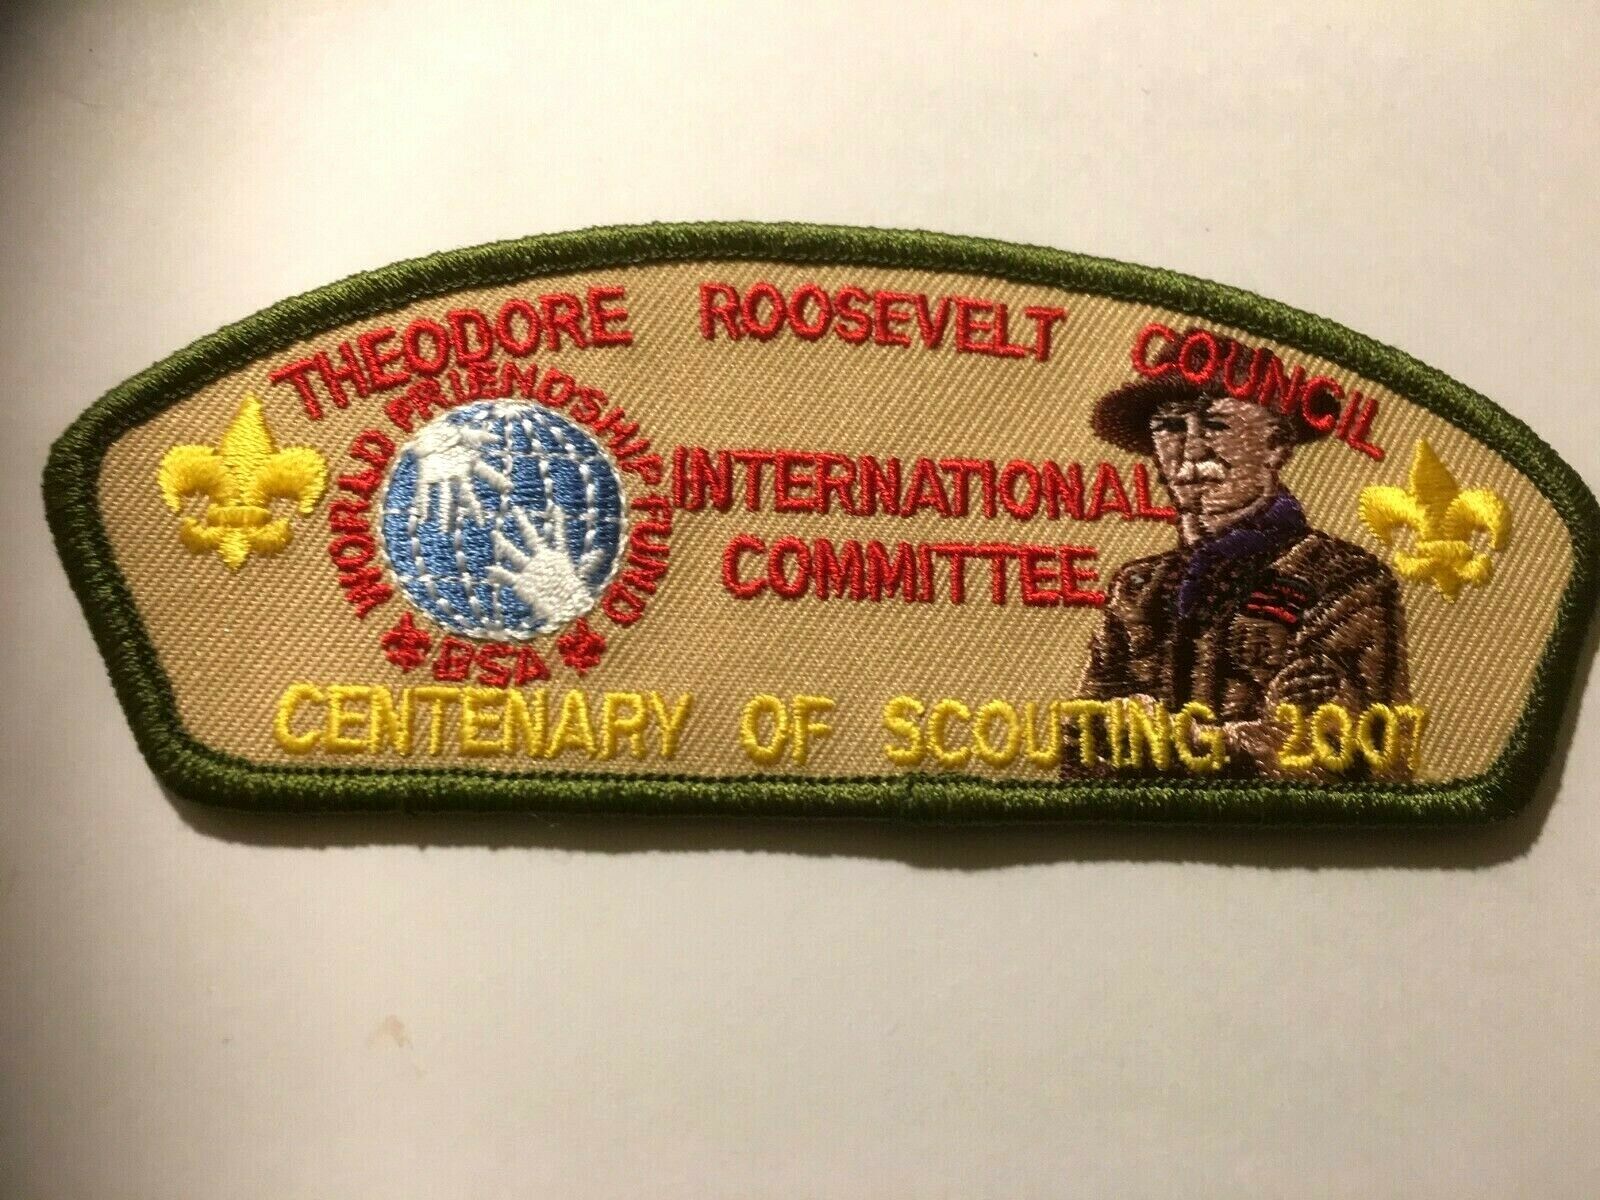 THEODORE ROOSEVELT COUNCIL
WORLD FRIENDSHIP FUND
BSA
INTERNATIONAL
COMMITTEE
CENTENARY OF SCOUTING 2007